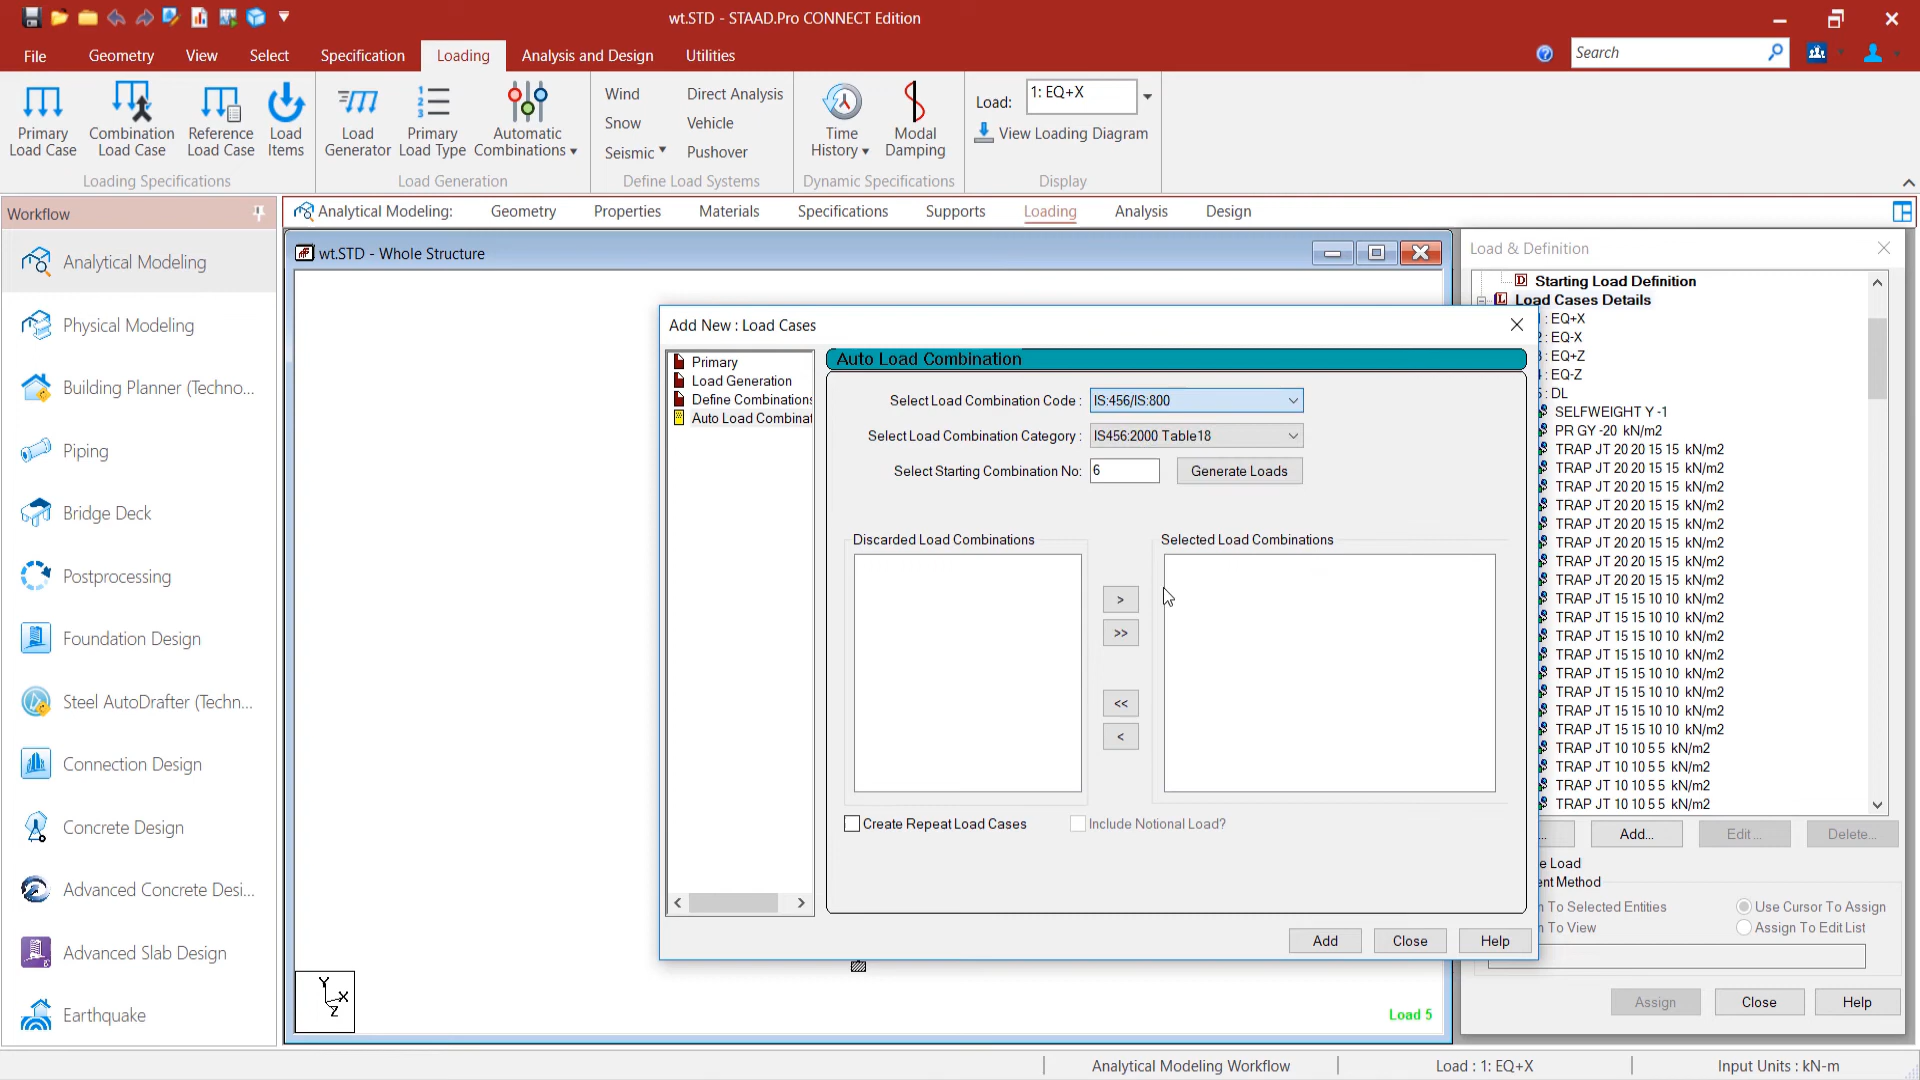 wt.STD - STAAD.Pro CONNECT Edition
File
Geometry
View
Select
Specification
Loading
Analysis and Design
Utilities
Search
Primary
Load Case
Combination
Load Case
Reference
Load Case
Load
Items
Loading Specifications
Load
Generator
Primary
Load Type
Automatic
Combinations
Load Generation
Wind
Snow
Seismic
Direct Analysis
Vehicle
Pushover
Define Load Systems
Time
History
Modal
Damping
Dynamic Specifications
Load:
1: EQ+X
View Loading Diagram
Display
Workflow
Analytical Modeling:
Geometry
Properties
Materials
Specifications
Supports
Loading
Analysis
Design
Analytical Modeling
Physical Modeling
Building Planner (Techno...
Piping
Bridge Deck
Postprocessing
Foundation Design
Steel AutoDrafter (Techn...
Connection Design
Concrete Design
Advanced Concrete Desi...
Advanced Slab Design
Earthquake
wt.STD - Whole Structure
Add New : Load Cases
Primary
Load Generation
Define Combinations
Auto Load Combinat
Auto Load Combination
Select Load Combination Code :
IS:456/IS:800
Select Load Combination Category :
IS456:2000 Table18
Select Starting Combination No:
6
Generate Loads
Discarded Load Combinations
Selected Load Combinations
>
>>
<<
<
Create Repeat Load Cases
Include Notional Load?
Add
Close
Help
Y
X
Z
Load 5
Load & Definition
D
Starting Load Definition
L
Load Cases Details
: EQ+X
: EQ-X
: EQ+Z
: EQ-Z
: DL
SELFWEIGHT Y -1
PR GY -20 kN/m2
TRAP JT 20 20 15 15 kN/m2
TRAP JT 20 20 15 15 kN/m2
TRAP JT 20 20 15 15 kN/m2
TRAP JT 20 20 15 15 kN/m2
TRAP JT 20 20 15 15 kN/m2
TRAP JT 20 20 15 15 kN/m2
TRAP JT 20 20 15 15 kN/m2
TRAP JT 20 20 15 15 kN/m2
TRAP JT 15 15 10 10 kN/m2
TRAP JT 15 15 10 10 kN/m2
TRAP JT 15 15 10 10 kN/m2
TRAP JT 15 15 10 10 kN/m2
TRAP JT 15 15 10 10 kN/m2
TRAP JT 15 15 10 10 kN/m2
TRAP JT 15 15 10 10 kN/m2
TRAP JT 15 15 10 10 kN/m2
TRAP JT 10 10 5 5 kN/m2
TRAP JT 10 10 5 5 kN/m2
TRAP JT 10 10 5 5 kN/m2
TRAP JT 10 10 5 5 kN/m2
...
Add...
Edit...
Delete...
e Load
ent Method
To Selected Entities
Use Cursor To Assign
To View
Assign To Edit List
Assign
Close
Help
Analytical Modeling Workflow
Load : 1: EQ+X
Input Units : kN-m